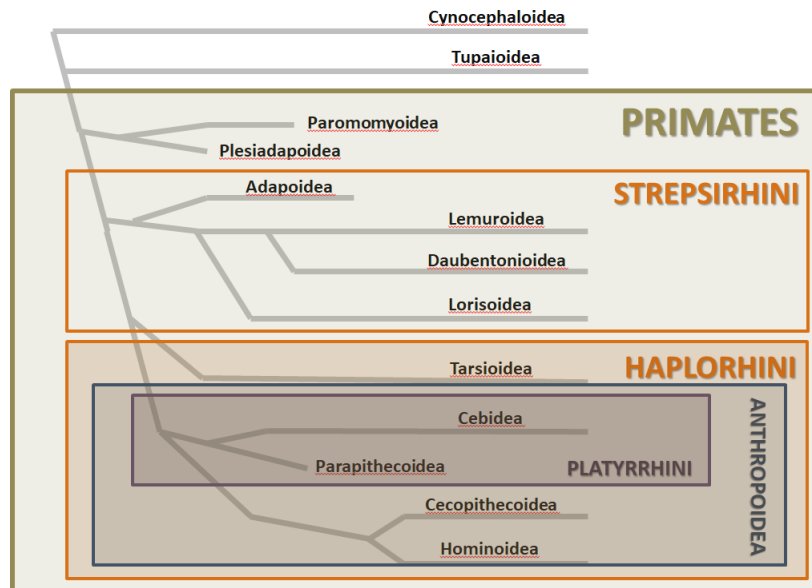 Cynocephaloidea
Tupaioidea
PRIMATES
Paromomyoidea
Plesiadapoidea
STREPSIRHINI
Adapoidea
Lemuroidea
Daubentonioidea
Lorisoidea
HAPLORHINI
Tarsioidea
ANTHROPOIDEA
Cebidea
Parapithecoidea
PLATYRRHINI
Cecopithecoidea
Hominoidea